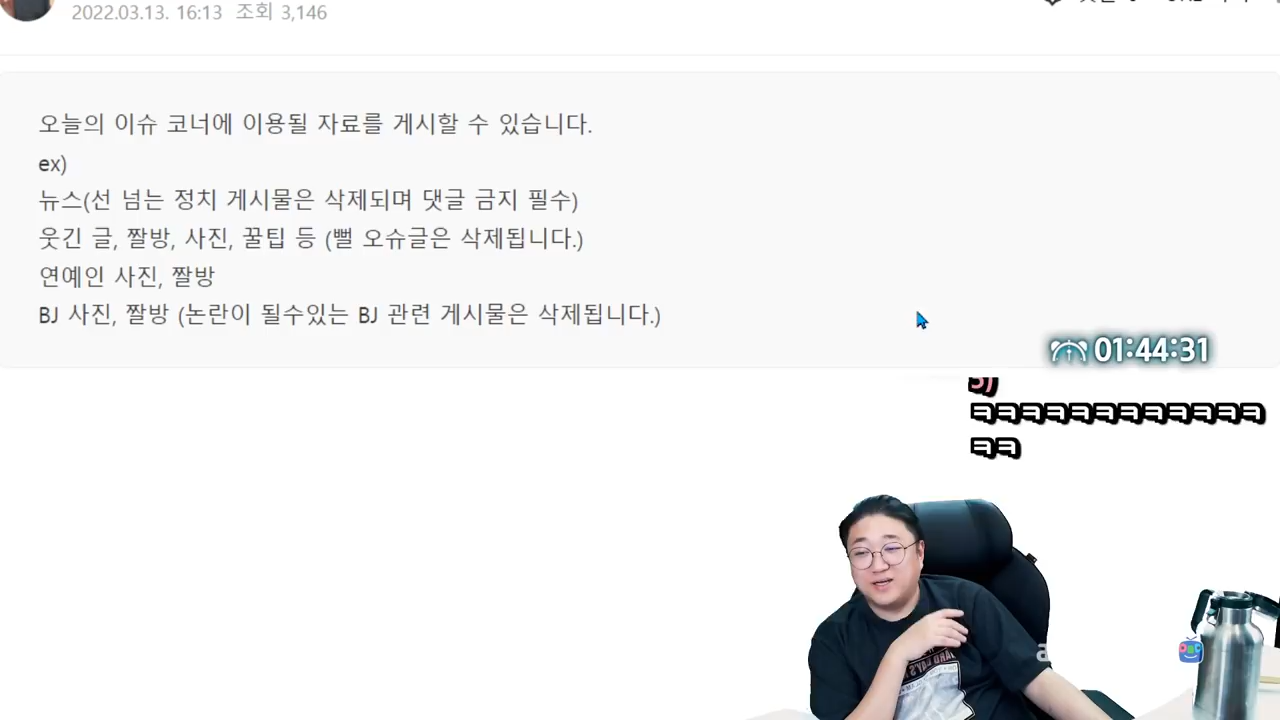 2022.03.13. 16:13 조회 3,146
오늘의 이슈 코너에 이용될 자료를 게시할 수 있습니다.
ex)
뉴스(선 넘는 정치 게시물은 삭제되며 댓글 금지 필수)
웃긴 글, 짤방, 사진, 꿀팁 등 (뻘 오슈글은 삭제됩니다.)
연예인 사진, 짤방
BJ 사진, 짤방 (논란이 될수있는 BJ 관련 게시물은 삭제됩니다.)
01:44:31
ㅋㅋㅋㅋㅋㅋㅋㅋㅋㅋㅋㅋ
ㅋㅋ